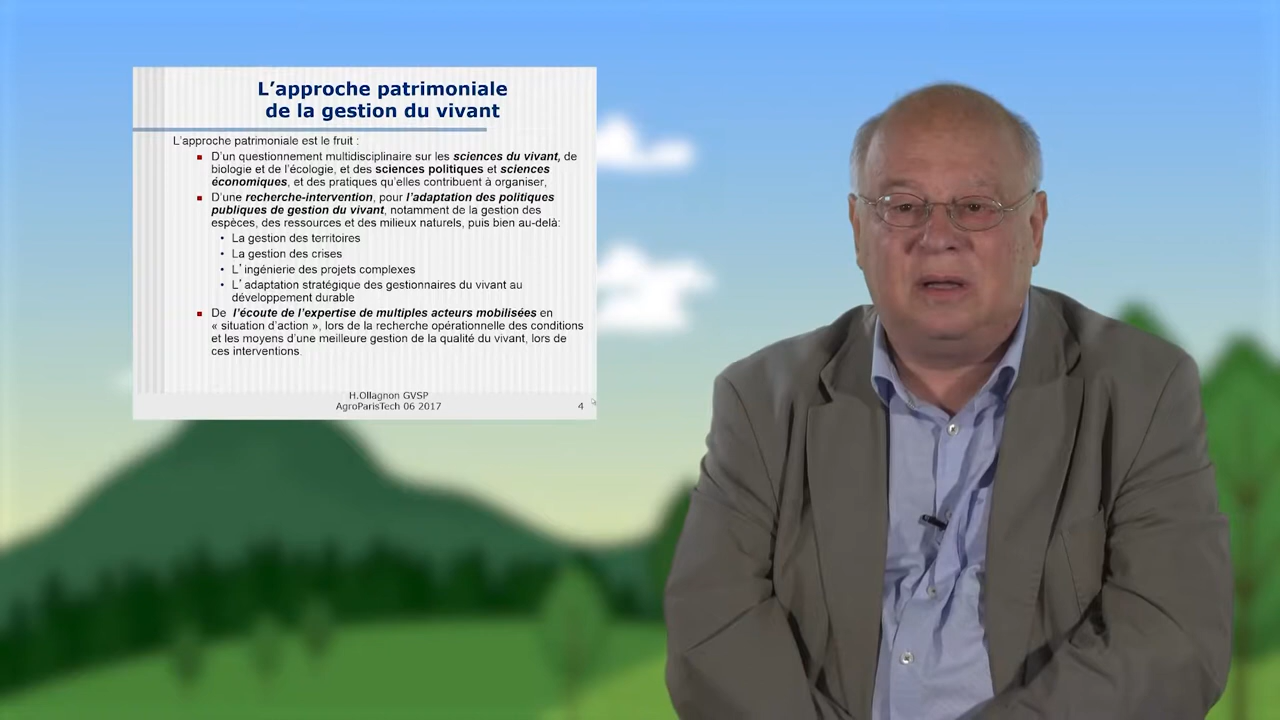 L'approche patrimoniale
de la gestion du vivant
L'approche patrimoniale est le fruit :
D'un questionnement multidisciplinaire sur les sciences du vivant, de
biologie et de l'écologie, et des sciences politiques et sciences
économiques, et des pratiques qu'elles contribuent à organiser,
D'une recherche-intervention, pour l'adaptation des politiques
publiques de gestion du vivant, notamment de la gestion des
espèces, des ressources et des milieux naturels, puis bien au-delà:
• La gestion des territoires
• La gestion des crises
• L'ingénierie des projets complexes
• L'adaptation stratégique des gestionnaires du vivant au
développement durable
De l'écoute de l'expertise de multiples acteurs mobilisées en
« situation d'action », lors de la recherche opérationnelle des conditions
et les moyens d'une meilleure gestion de la qualité du vivant, lors de
ces interventions.
H.Ollagnon GVSP
AgroParisTech 06 2017
4